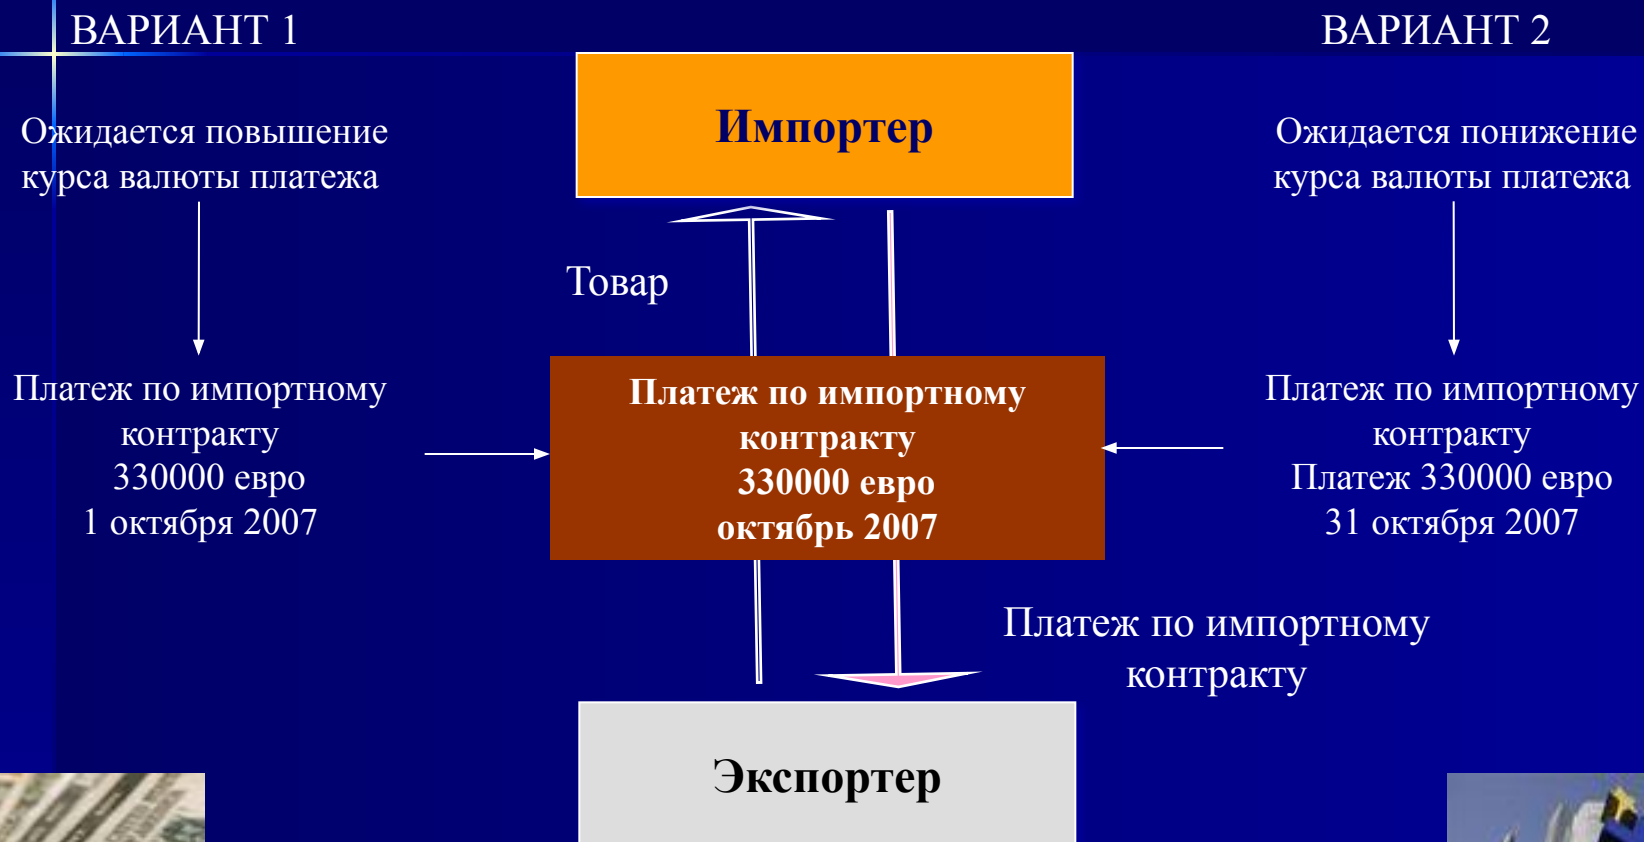 ВАРИАНТ 1
ВАРИАНТ 2
Импортер
Ожидается повышение
курса валюты платежа
Ожидается понижение
курса валюты платежа
Товар
Платеж по импортному
контракту
330000 евро
1 октября 2007
Платеж по импортному
контракту
330000 евро
октябрь 2007
Платеж по импортному
контракту
Платеж 330000 евро
31 октября 2007
Платеж по импортному
контракту
Экспортер